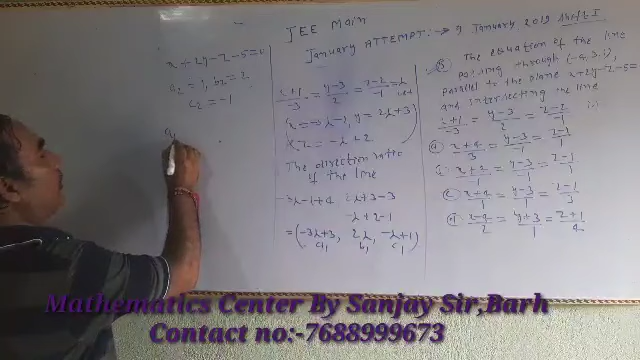 JEE Main
January ATTEMPT:- → 9 January, 2019 Shift I
x + 2y - z - 5 = 0
a₂ = 1, b₂ = 2,
c₂ = -1
a₁
x+1/-3 = y-3/2 = z-2/-1 = λ
(x = -3λ-1, y = 2λ+3)
z = -λ+2
The direction ratio
of the line
-3λ-1+4, 2λ+3-3
-λ+2-1
= (-3λ+3, 2λ, -λ+1)
a₁ b₁ c₁
The equation of the line
passing through (-4, 3, 1),
parallel to the plane x+2y-z-5=
and intersecting the line
x+1/-3 = y-3/2 = z-2/-1 is
x+4/3 = y-3/-1 = z-1/1
x+4/1 = y-3/1 = z-1/1
x+4/1 = y-3/1 = z-1/3
x-4/2 = y+3/1 = z+1/4
Mathematics Center By Sanjay Sir,Barh
Contact no:-7688999673